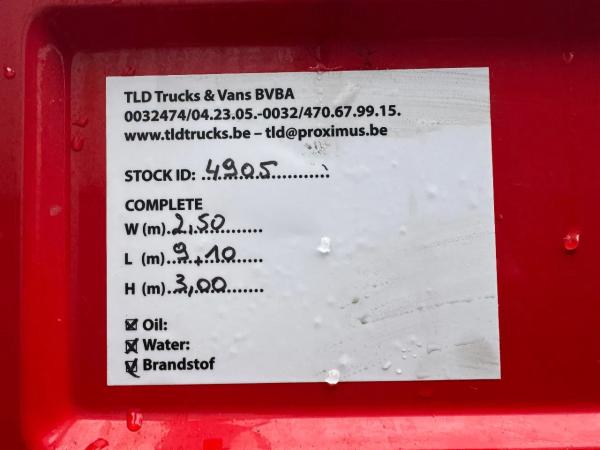 TLD Trucks & Vans BVBA
0032474/04.23.05.-0032/470.67.99.15.
www.tldtrucks.be – tld@proximus.be
STOCK ID: 4905
COMPLETE
W (m) 2,50
L (m) 9,10
H (m) 3,00
☒ Oil:
☒ Water:
☑ Brandstof